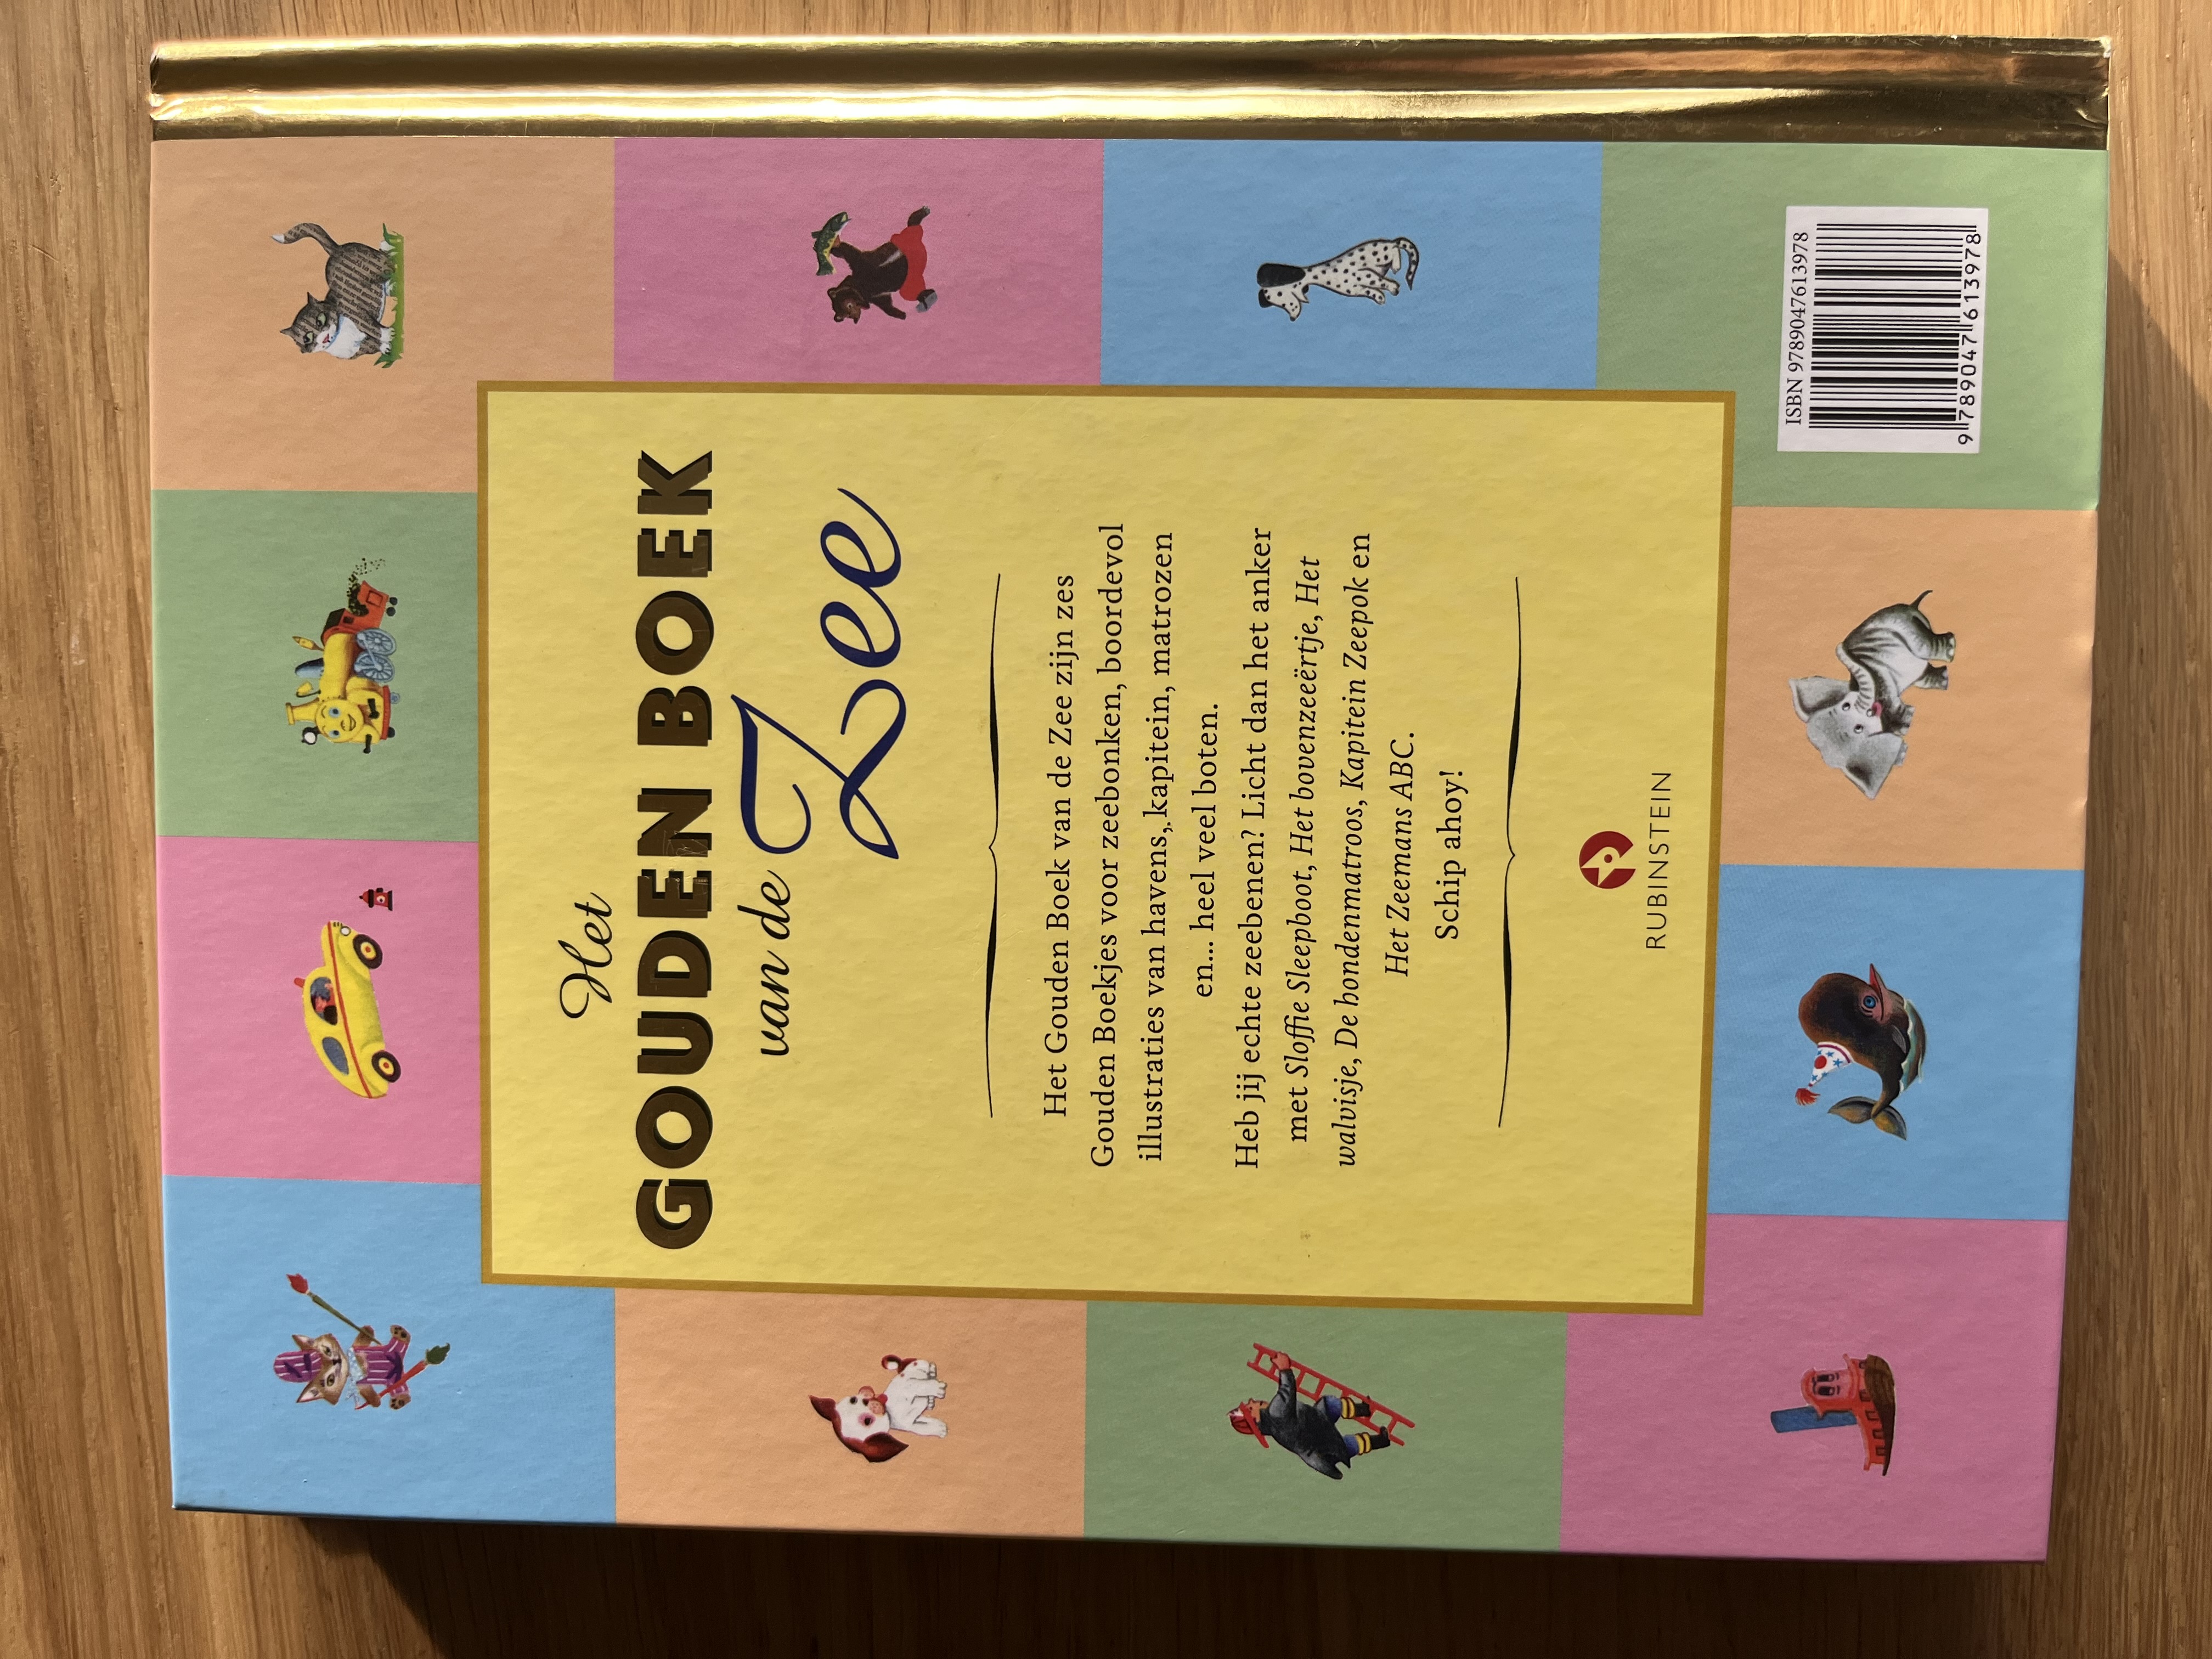 Het
GOUDEN BOEK
van de Zee
Het Gouden Boek van de Zee zijn zes
Gouden Boekjes voor zeebonken, boordevol
illustraties van havens, kapitein, matrozen
en... heel veel boten.
Heb jij echte zeebenen? Licht dan het anker
met Sloffie Sleepboot, Het bovenzeeërtje, Het
walvisje, De hondenmatroos, Kapitein Zeepok en
Het Zeemans ABC.
Schip ahoy!
RUBINSTEIN
ISBN 9789047613978
9 789047 613978